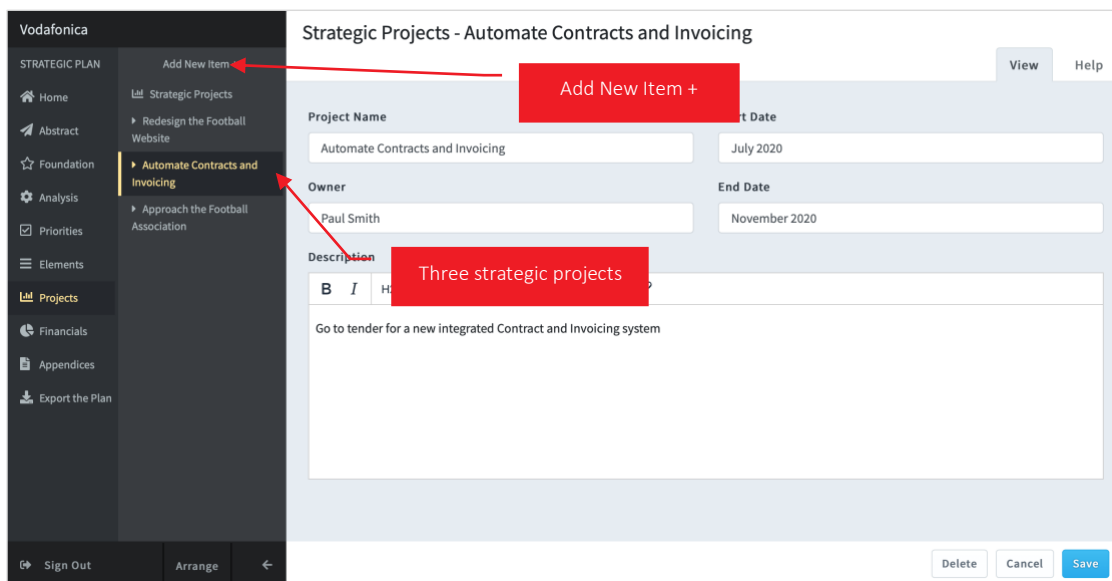 Vodafonica
STRATEGIC PLAN
Home
Abstract
Foundation
Analysis
Priorities
Elements
Projects
Financials
Appendices
Export the Plan
Sign Out
Add New Item
Strategic Projects
Redesign the Football
Website
Automate Contracts and
Invoicing
Approach the Football
Association
Arrange
Strategic Projects - Automate Contracts and Invoicing
View
Help
Add New Item +
Project Name
rt Date
Automate Contracts and Invoicing
July 2020
Owner
End Date
Paul Smith
November 2020
Description
Three strategic projects
B I
Go to tender for a new integrated Contract and Invoicing system
Delete
Cancel
Save